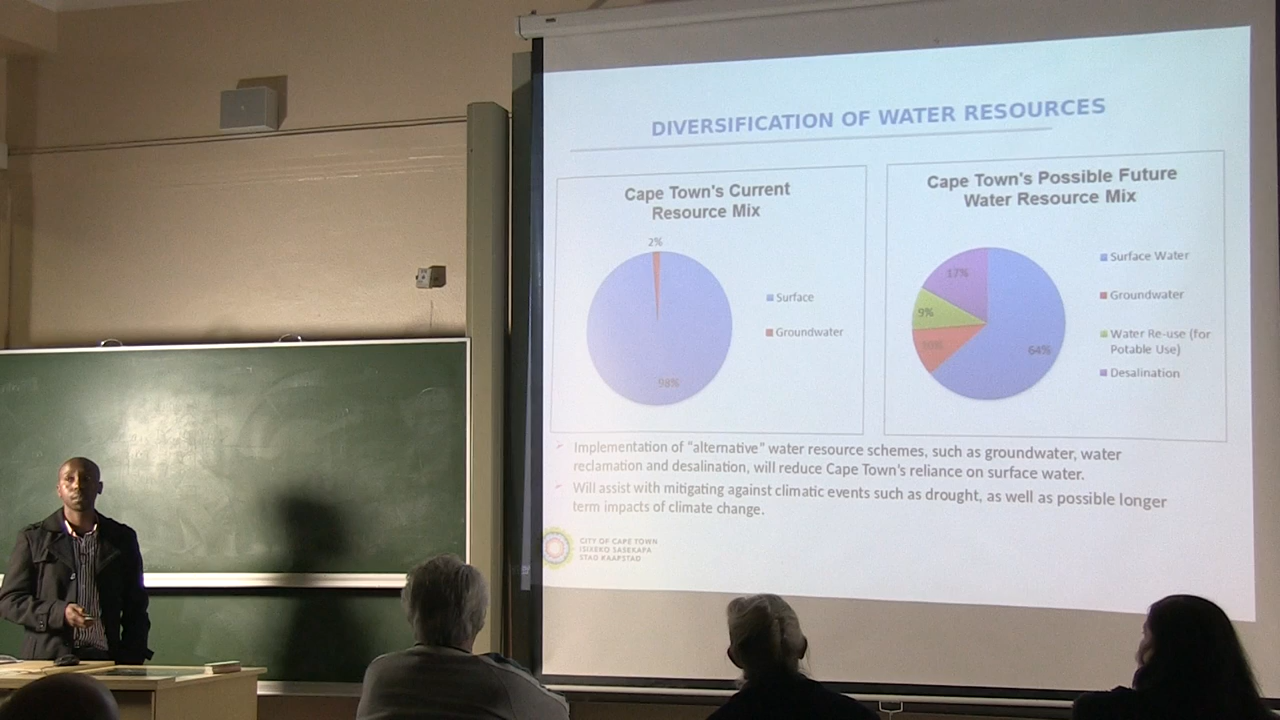 DIVERSIFICATION OF WATER RESOURCES
Cape Town's Current
Resource Mix
2%
Surface
Groundwater
98%
Cape Town's Possible Future
Water Resource Mix
17%
9%
10%
64%
Surface Water
Groundwater
Water Re-use (for
Potable Use)
Desalination
Implementation of "alternative" water resource schemes, such as groundwater, water
reclamation and desalination, will reduce Cape Town's reliance on surface water.
Will assist with mitigating against climatic events such as drought, as well as possible longer
term impacts of climate change.
CITY OF CAPE TOWN
ISIXEKO SASEKAPA
STAD KAAPSTAD